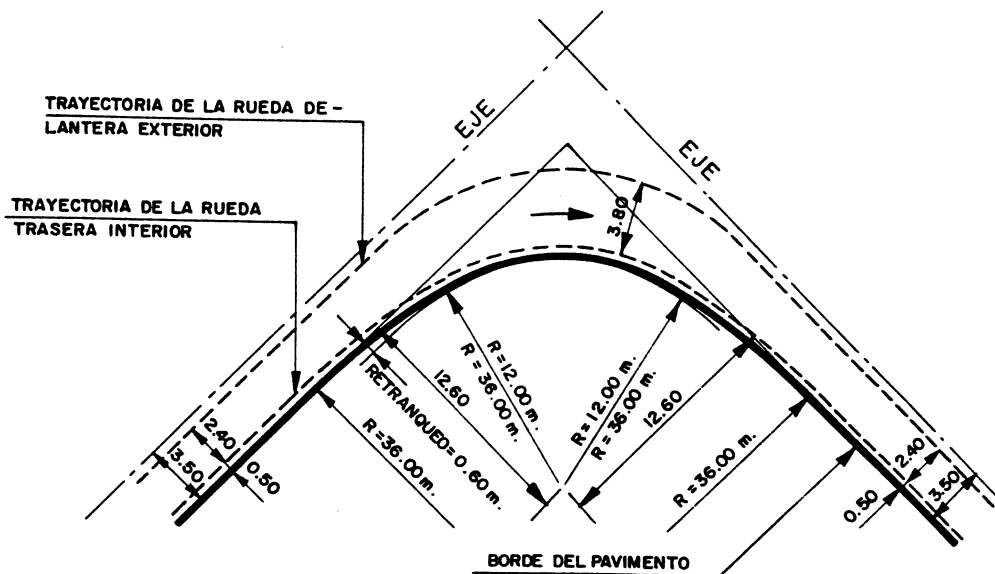 TRAYECTORIA DE LA RUEDA DE-
LANTERA EXTERIOR
EJE
EJE
TRAYECTORIA DE LA RUEDA
TRASERA INTERIOR
3.80
R=12.00 m.
R=36.00 m.
12.60
RETRANQUEO=0.60 m.
R=36.00 m.
R=12.00 m.
R=36.00 m.
12.60
R=36.00 m.
2.40
13.50
0.50
2.40
3.50
0.50
BORDE DEL PAVIMENTO